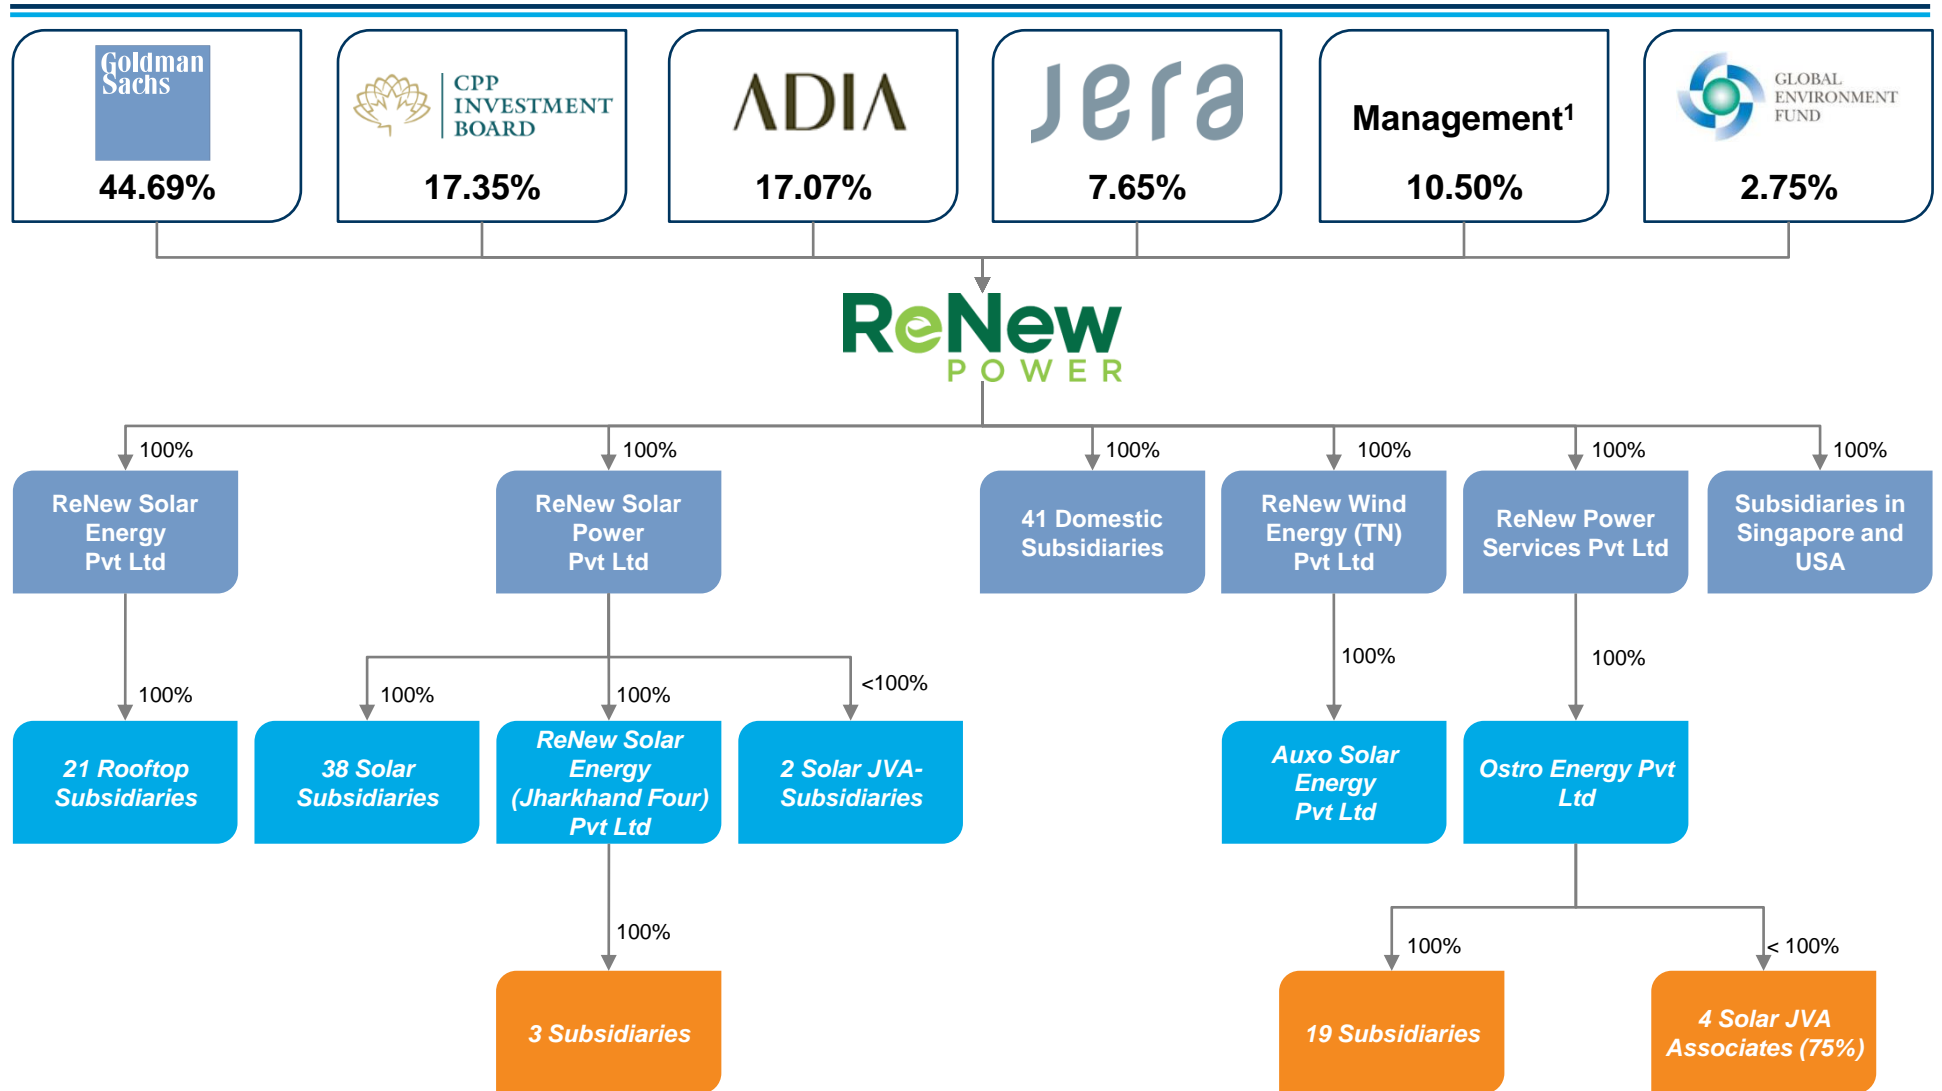 Goldman
Sachs
44.69%
CPP
INVESTMENT
BOARD
17.35%
ADIA
17.07%
Jera
7.65%
Management¹
10.50%
GLOBAL
ENVIRONMENT
FUND
2.75%
ReNew
POWER
100%
100%
100%
100%
100%
100%
ReNew Solar
Energy
Pvt Ltd
ReNew Solar
Power
Pvt Ltd
41 Domestic
Subsidiaries
ReNew Wind
Energy (TN)
Pvt Ltd
ReNew Power
Services Pvt Ltd
Subsidiaries in
Singapore and
USA
100%
100%
100%
<100%
100%
100%
21 Rooftop
Subsidiaries
38 Solar
Subsidiaries
ReNew Solar
Energy
(Jharkhand Four)
Pvt Ltd
2 Solar JVA-
Subsidiaries
Auxo Solar
Energy
Pvt Ltd
Ostro Energy Pvt
Ltd
100%
100%
< 100%
3 Subsidiaries
19 Subsidiaries
4 Solar JVA
Associates (75%)